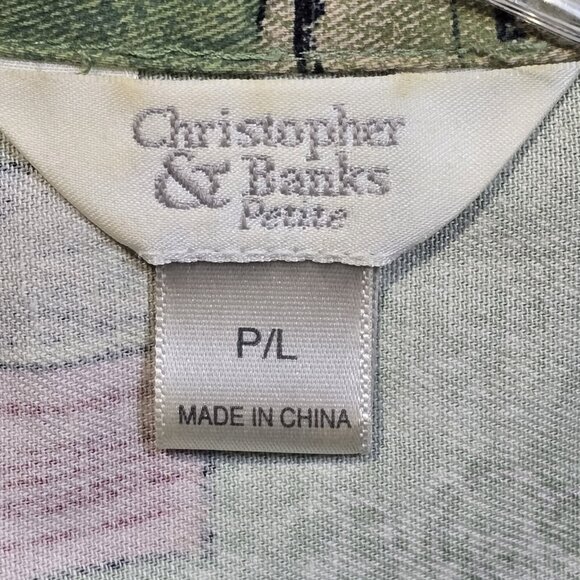 Christopher
& Banks
Petite
P/L
MADE IN CHINA